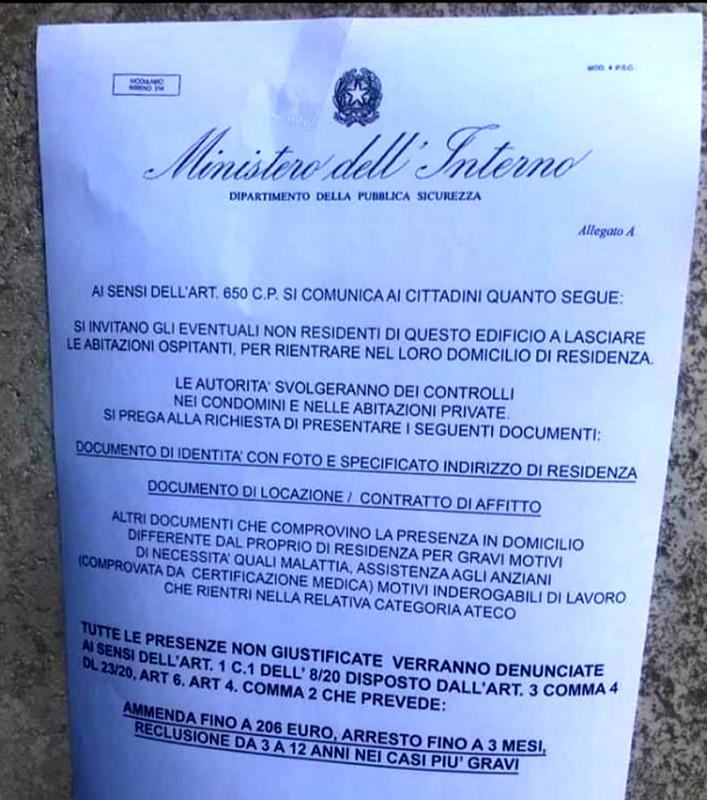 MODULARIO
INTERNO 314
MOD. 4 P.S.C.
Ministero dell'Interno
DIPARTIMENTO DELLA PUBBLICA SICUREZZA
Allegato A
AI SENSI DELL'ART. 650 C.P. SI COMUNICA AI CITTADINI QUANTO SEGUE:
SI INVITANO GLI EVENTUALI NON RESIDENTI DI QUESTO EDIFICIO A LASCIARE
LE ABITAZIONI OSPITANTI, PER RIENTRARE NEL LORO DOMICILIO DI RESIDENZA.
LE AUTORITA' SVOLGERANNO DEI CONTROLLI
NEI CONDOMINI E NELLE ABITAZIONI PRIVATE.
SI PREGA ALLA RICHIESTA DI PRESENTARE I SEGUENTI DOCUMENTI:
DOCUMENTO DI IDENTITA' CON FOTO E SPECIFICATO INDIRIZZO DI RESIDENZA
DOCUMENTO DI LOCAZIONE / CONTRATTO DI AFFITTO
ALTRI DOCUMENTI CHE COMPROVINO LA PRESENZA IN DOMICILIO
DIFFERENTE DAL PROPRIO DI RESIDENZA PER GRAVI MOTIVI
DI NECESSITA' QUALI MALATTIA, ASSISTENZA AGLI ANZIANI
(COMPROVATA DA CERTIFICAZIONE MEDICA) MOTIVI INDEROGABILI DI LAVORO
CHE RIENTRI NELLA RELATIVA CATEGORIA ATECO
TUTTE LE PRESENZE NON GIUSTIFICATE VERRANNO DENUNCIATE
AI SENSI DELL'ART. 1 C.1 DELL' 8/20 DISPOSTO DALL'ART. 3 COMMA 4
DL 23/20, ART 6, ART 4. COMMA 2 CHE PREVEDE:
AMMENDA FINO A 206 EURO, ARRESTO FINO A 3 MESI,
RECLUSIONE DA 3 A 12 ANNI NEI CASI PIU' GRAVI